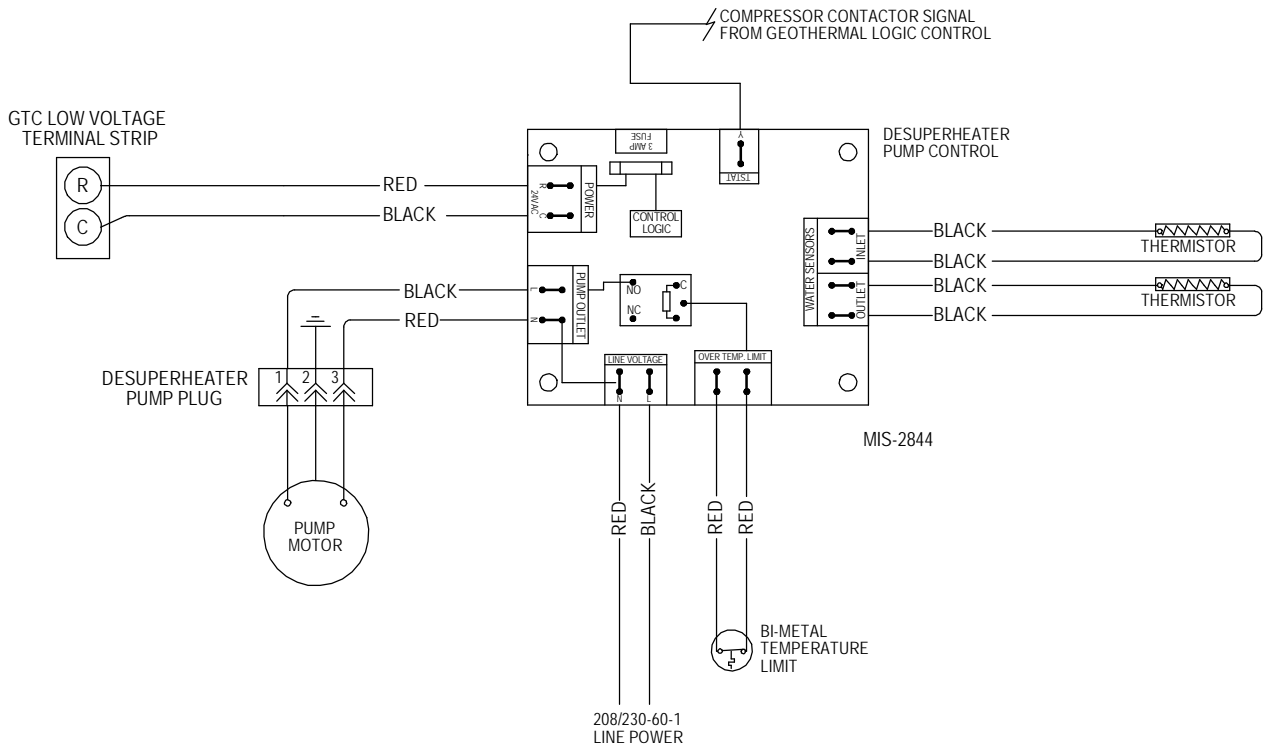 COMPRESSOR CONTACTOR SIGNAL
FROM GEOTHERMAL LOGIC CONTROL
GTC LOW VOLTAGE
TERMINAL STRIP
R
C
RED
BLACK
3 AMP
FUSE
Y
TSTAT
DESUPERHEATER
PUMP CONTROL
R
C
24VAC
POWER
CONTROL
LOGIC
WATER SENSORS
INLET
OUTLET
BLACK
THERMISTOR
BLACK
BLACK
THERMISTOR
BLACK
BLACK
RED
L
N
PUMP OUTLET
NO
NC
C
LINE VOLTAGE
N
L
OVER TEMP. LIMIT
DESUPERHEATER
PUMP PLUG
1
2
3
MIS-2844
PUMP
MOTOR
RED
BLACK
RED
RED
BI-METAL
TEMPERATURE
LIMIT
208/230-60-1
LINE POWER